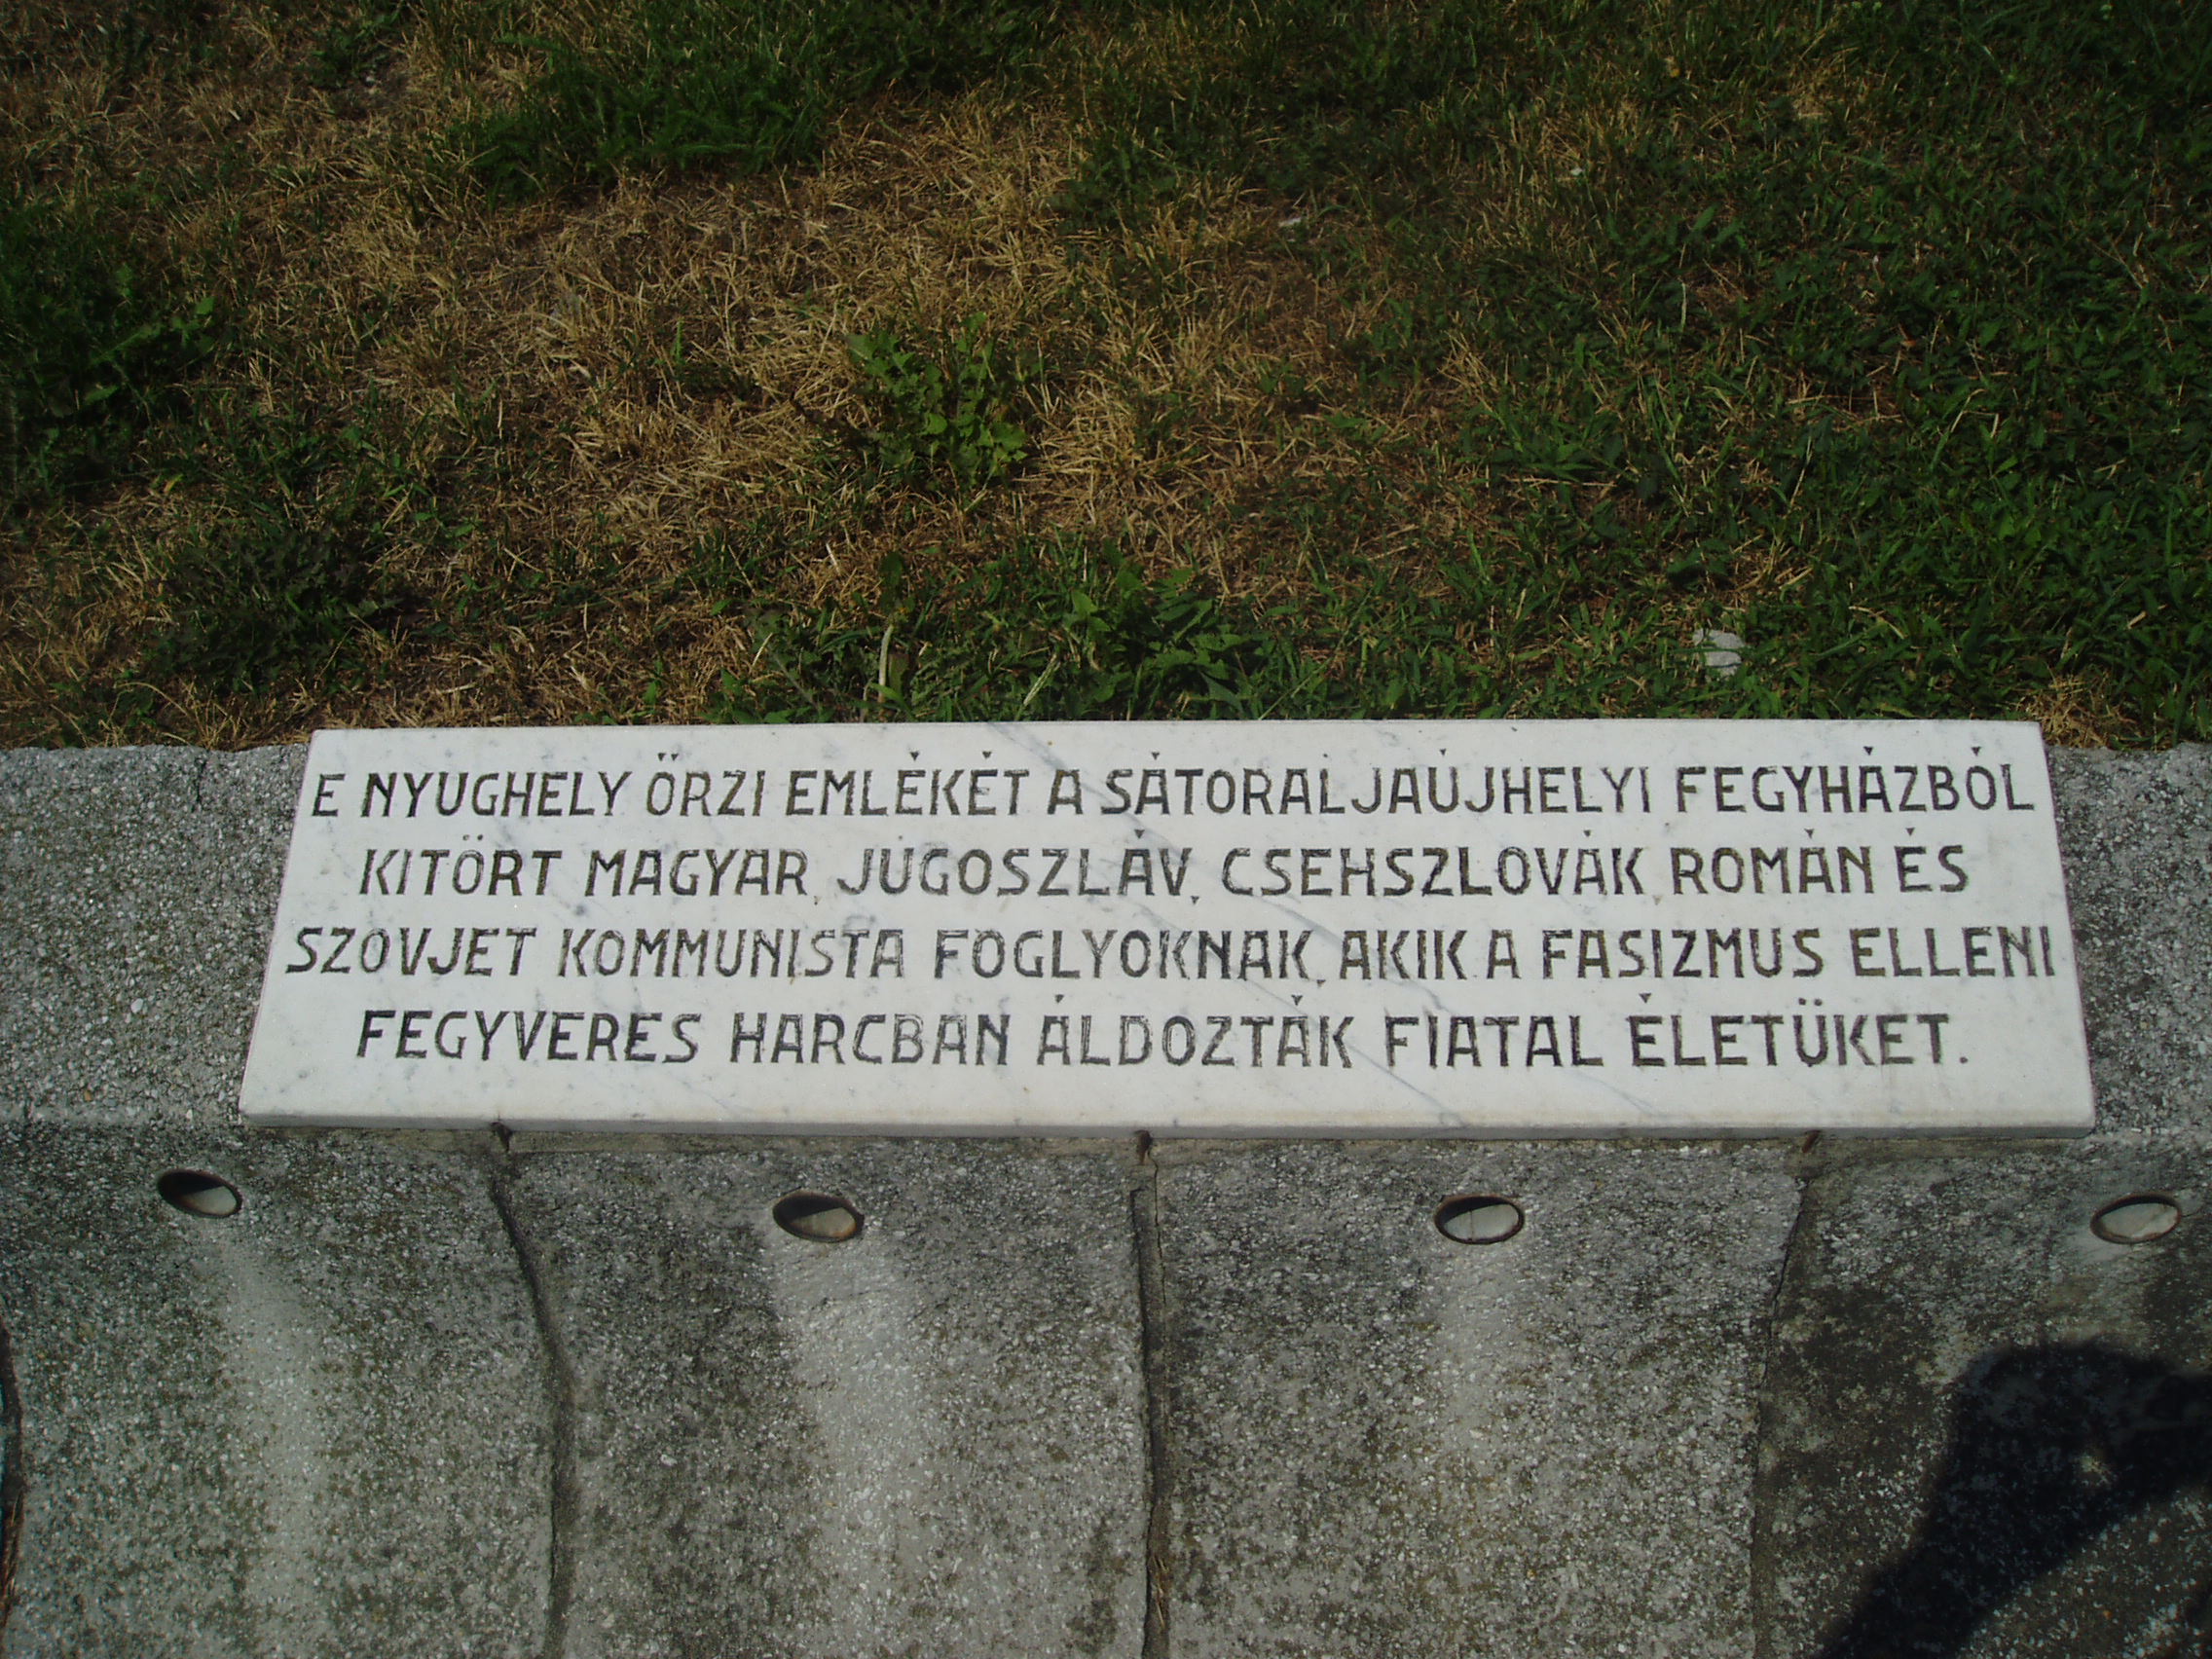 E NYUGHELY ŐRZI EMLÉKÉT A SÁTORALJAÚJHELYI FEGYHÁZBÓL
KITÖRT MAGYAR, JUGOSZLÁV, CSEHSZLOVÁK, ROMÁN ÉS
SZOVJET KOMMUNISTA FOGLYOKNAK, AKIK A FASIZMUS ELLENI
FEGYVERES HARCBAN ÁLDOZTÁK FIATAL ÉLETÜKET.